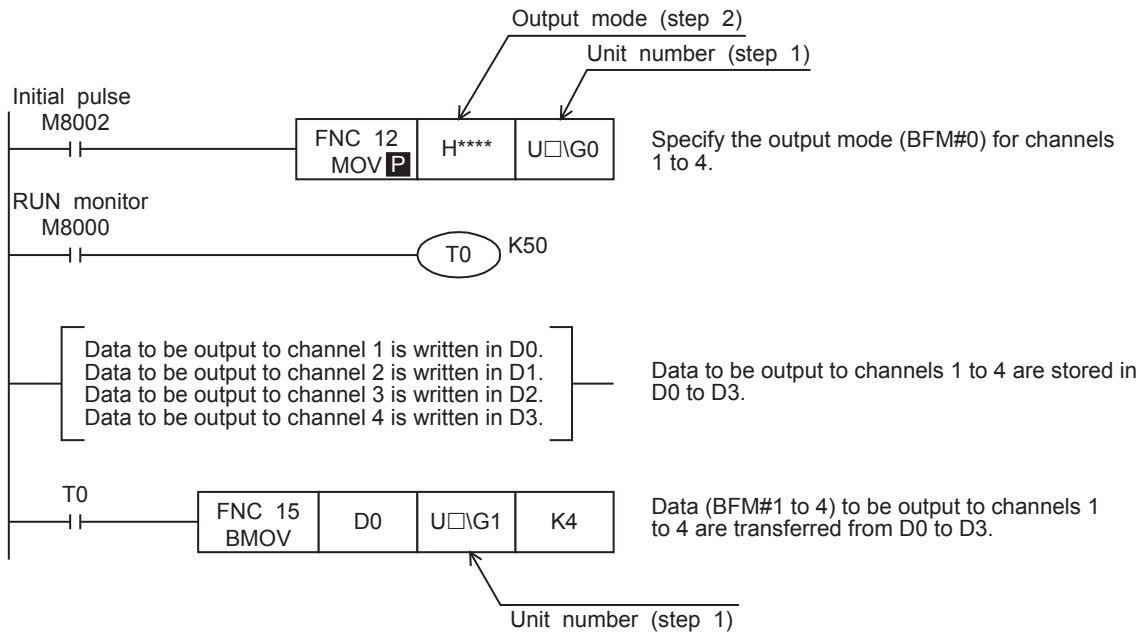 Output mode (step 2)
Unit number (step 1)
Initial pulse
M8002
FNC 12
MOV P
H****
U□\G0
Specify the output mode (BFM#0) for channels
1 to 4.
RUN monitor
M8000
T0
K50
Data to be output to channel 1 is written in D0.
Data to be output to channel 2 is written in D1.
Data to be output to channel 3 is written in D2.
Data to be output to channel 4 is written in D3.
Data to be output to channels 1 to 4 are stored in
D0 to D3.
T0
FNC 15
BMOV
D0
U□\G1
K4
Data (BFM#1 to 4) to be output to channels 1
to 4 are transferred from D0 to D3.
Unit number (step 1)